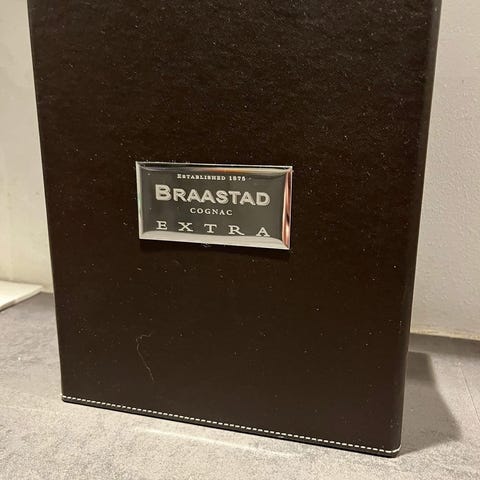 ESTABLISHED 1875
BRAASTAD
COGNAC
EXTRA